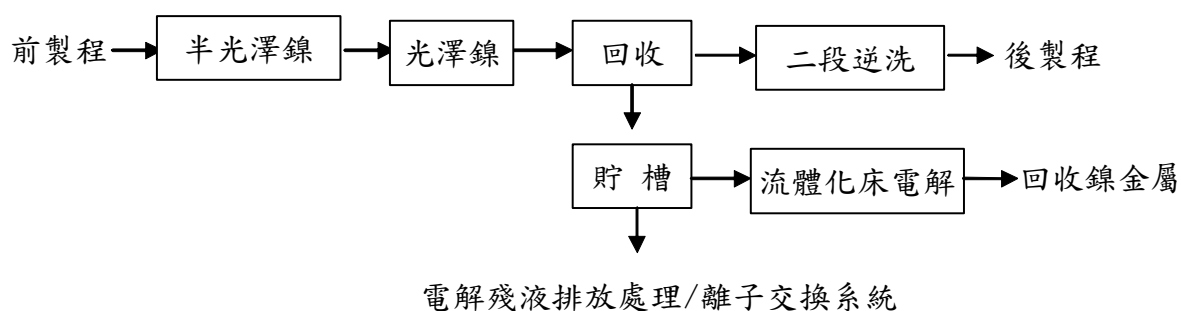 前製程 半光澤鎳 光澤鎳 回收 二段逆洗 後製程
貯 槽 流體化床電解 回收鎳金屬
電解殘液排放處理/離子交換系統